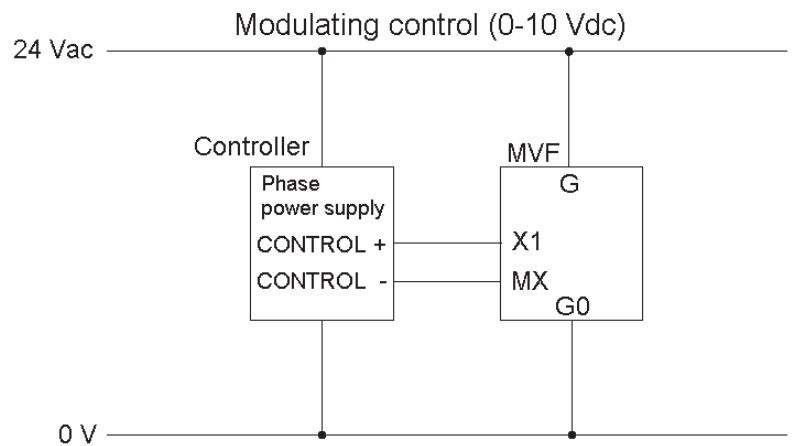 Modulating control (0-10 Vdc)
24 Vac
Controller
MVF
Phase
power supply
G
CONTROL +
X1
CONTROL -
MX
G0
0 V